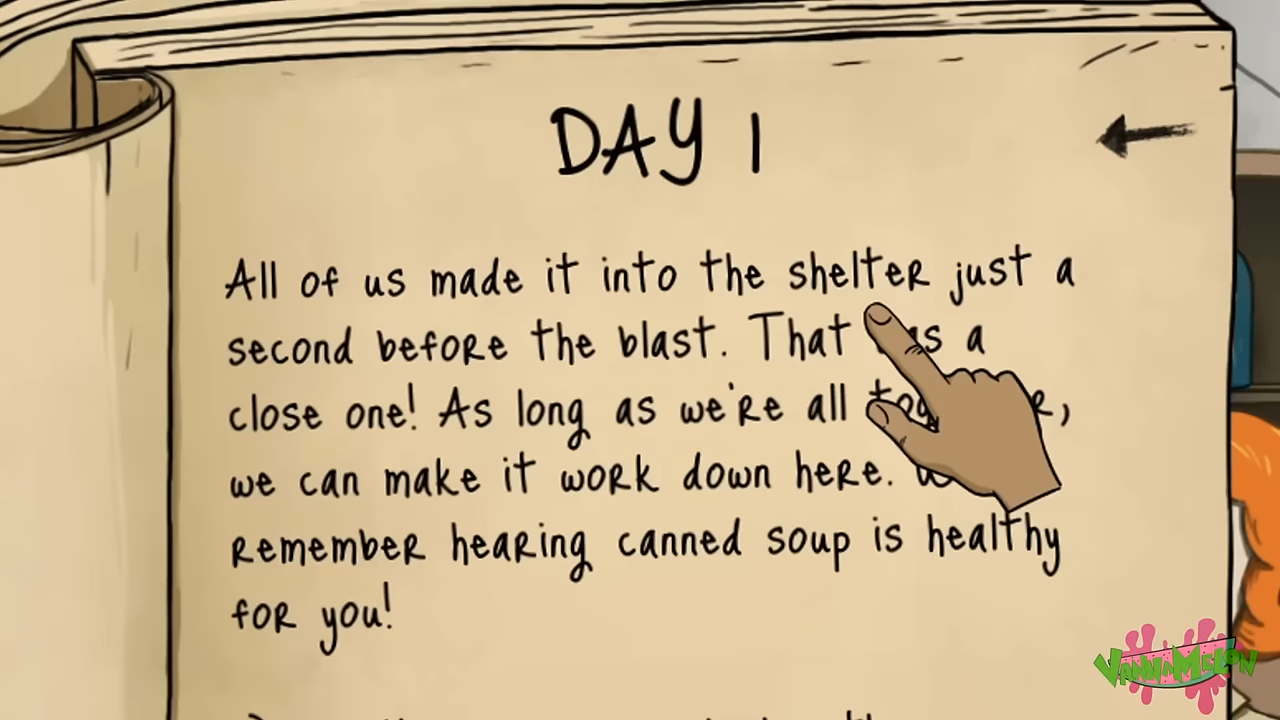 DAY 1
All of us made it into the shelter just a
second before the blast. That as a
close one! As long as we're all
we can make it work down here.
remember hearing canned soup is healthy
for you!
VANNAMELON